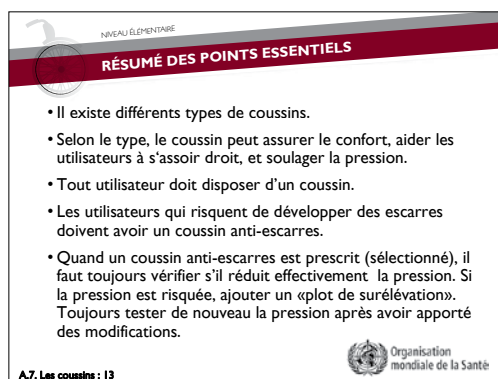 NIVEAU ÉLÉMENTAIRE
RÉSUMÉ DES POINTS ESSENTIELS
• Il existe différents types de coussins.
• Selon le type, le coussin peut assurer le confort, aider les
utilisateurs à s‘assoir droit, et soulager la pression.
• Tout utilisateur doit disposer d’un coussin.
• Les utilisateurs qui risquent de développer des escarres
doivent avoir un coussin anti-escarres.
• Quand un coussin anti-escarres est prescrit (sélectionné), il
faut toujours vérifier s’il réduit effectivement la pression. Si
la pression est risquée, ajouter un «plot de surélévation».
Toujours tester de nouveau la pression après avoir apporté
des modifications.
Organisation
mondiale de la Santé
A.7. Les coussins : 13